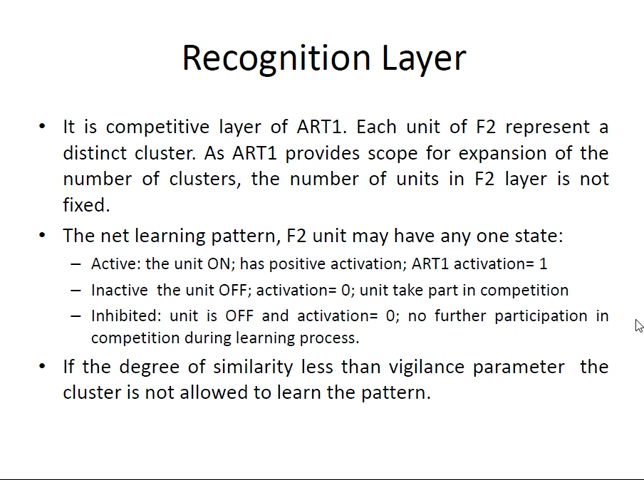 Recognition Layer
• It is competitive layer of ART1. Each unit of F2 represent a
distinct cluster. As ART1 provides scope for expansion of the
number of clusters, the number of units in F2 layer is not
fixed.
• The net learning pattern, F2 unit may have any one state:
– Active: the unit ON; has positive activation; ART1 activation= 1
– Inactive the unit OFF; activation= 0; unit take part in competition
– Inhibited: unit is OFF and activation= 0; no further participation in
competition during learning process.
• If the degree of similarity less than vigilance parameter the
cluster is not allowed to learn the pattern.